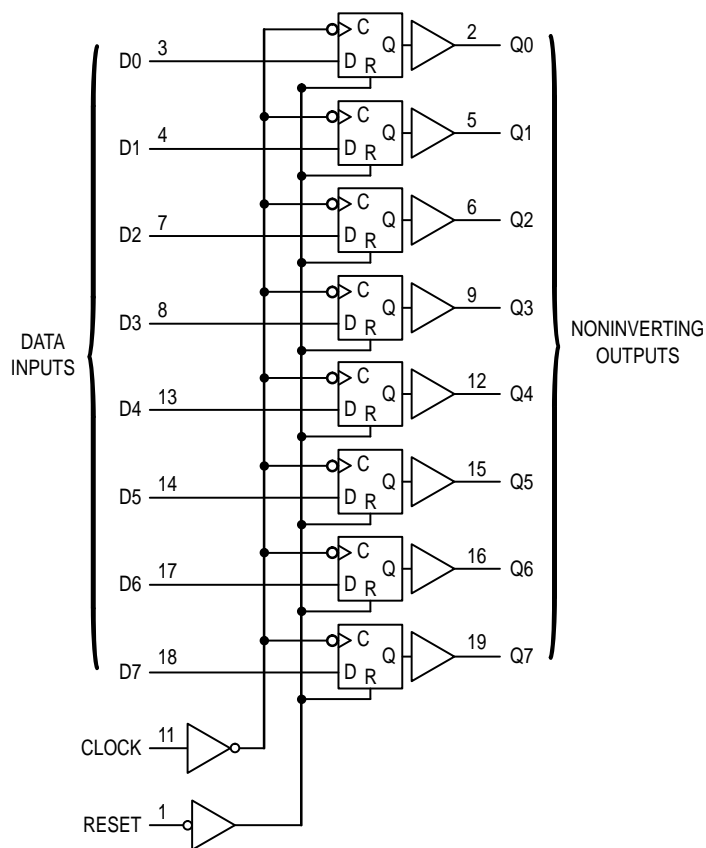 C
D Q
R
D0 3
2 Q0
C
D Q
R
D1 4
5 Q1
C
D Q
R
D2 7
6 Q2
C
D Q
R
D3 8
9 Q3
DATA
INPUTS
NONINVERTING
OUTPUTS
C
D Q
R
D4 13
12 Q4
C
D Q
R
D5 14
15 Q5
C
D Q
R
D6 17
16 Q6
C
D Q
R
D7 18
19 Q7
CLOCK 11
RESET 1